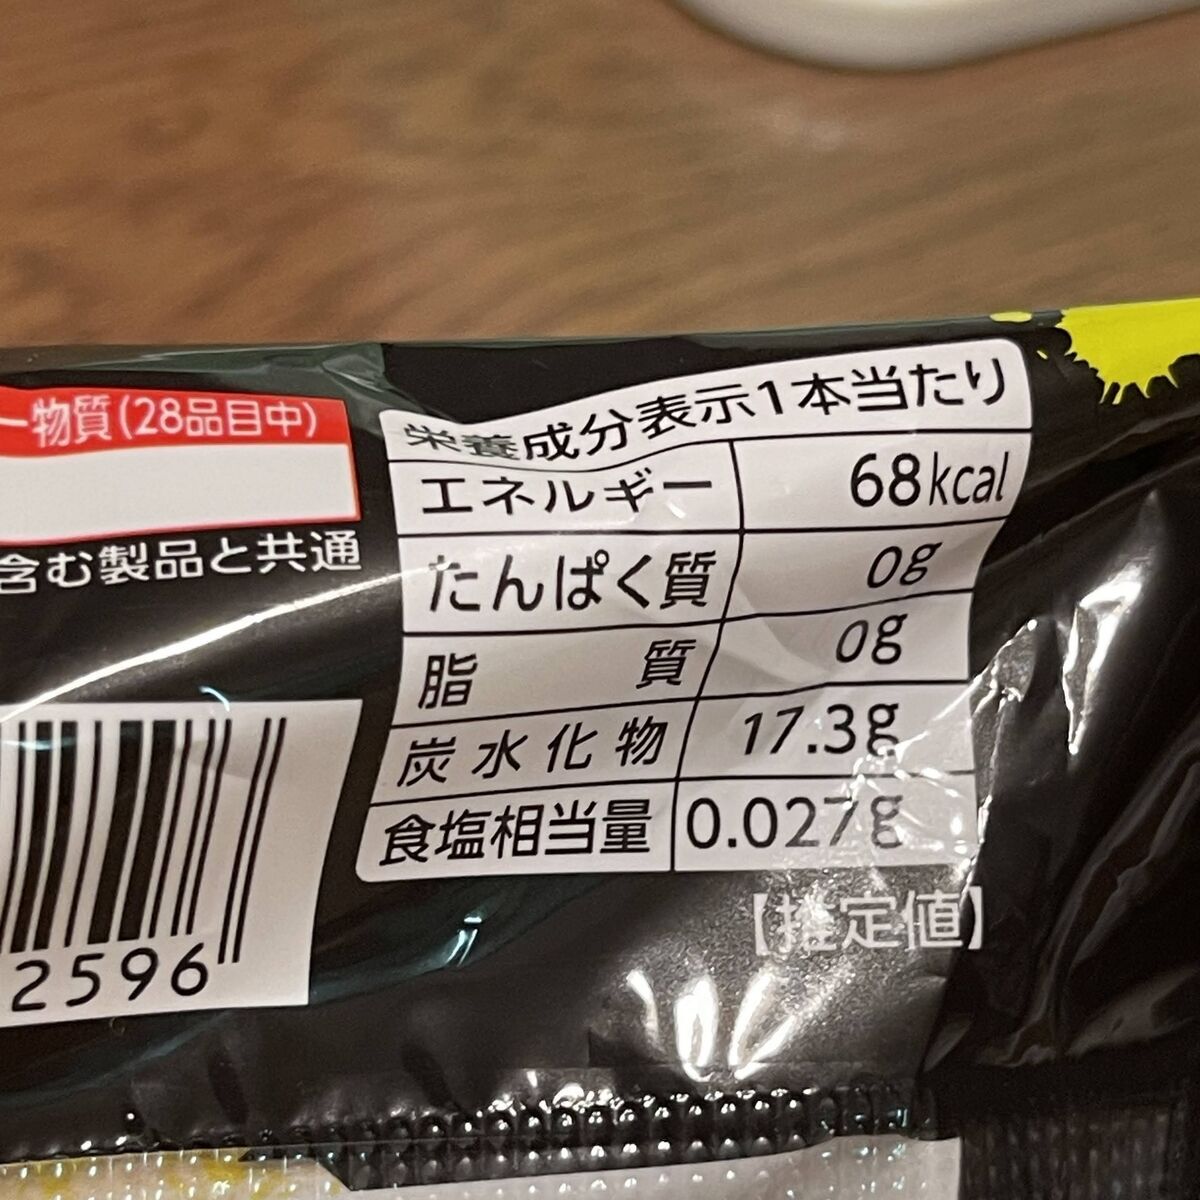 ー物質(28品目中)
含む製品と共通
2596
栄養成分表示1本当たり
エネルギー 68kcal
たんぱく質 0g
脂質 0g
炭水化物 17.3g
食塩相当量 0.027g
【推定値】